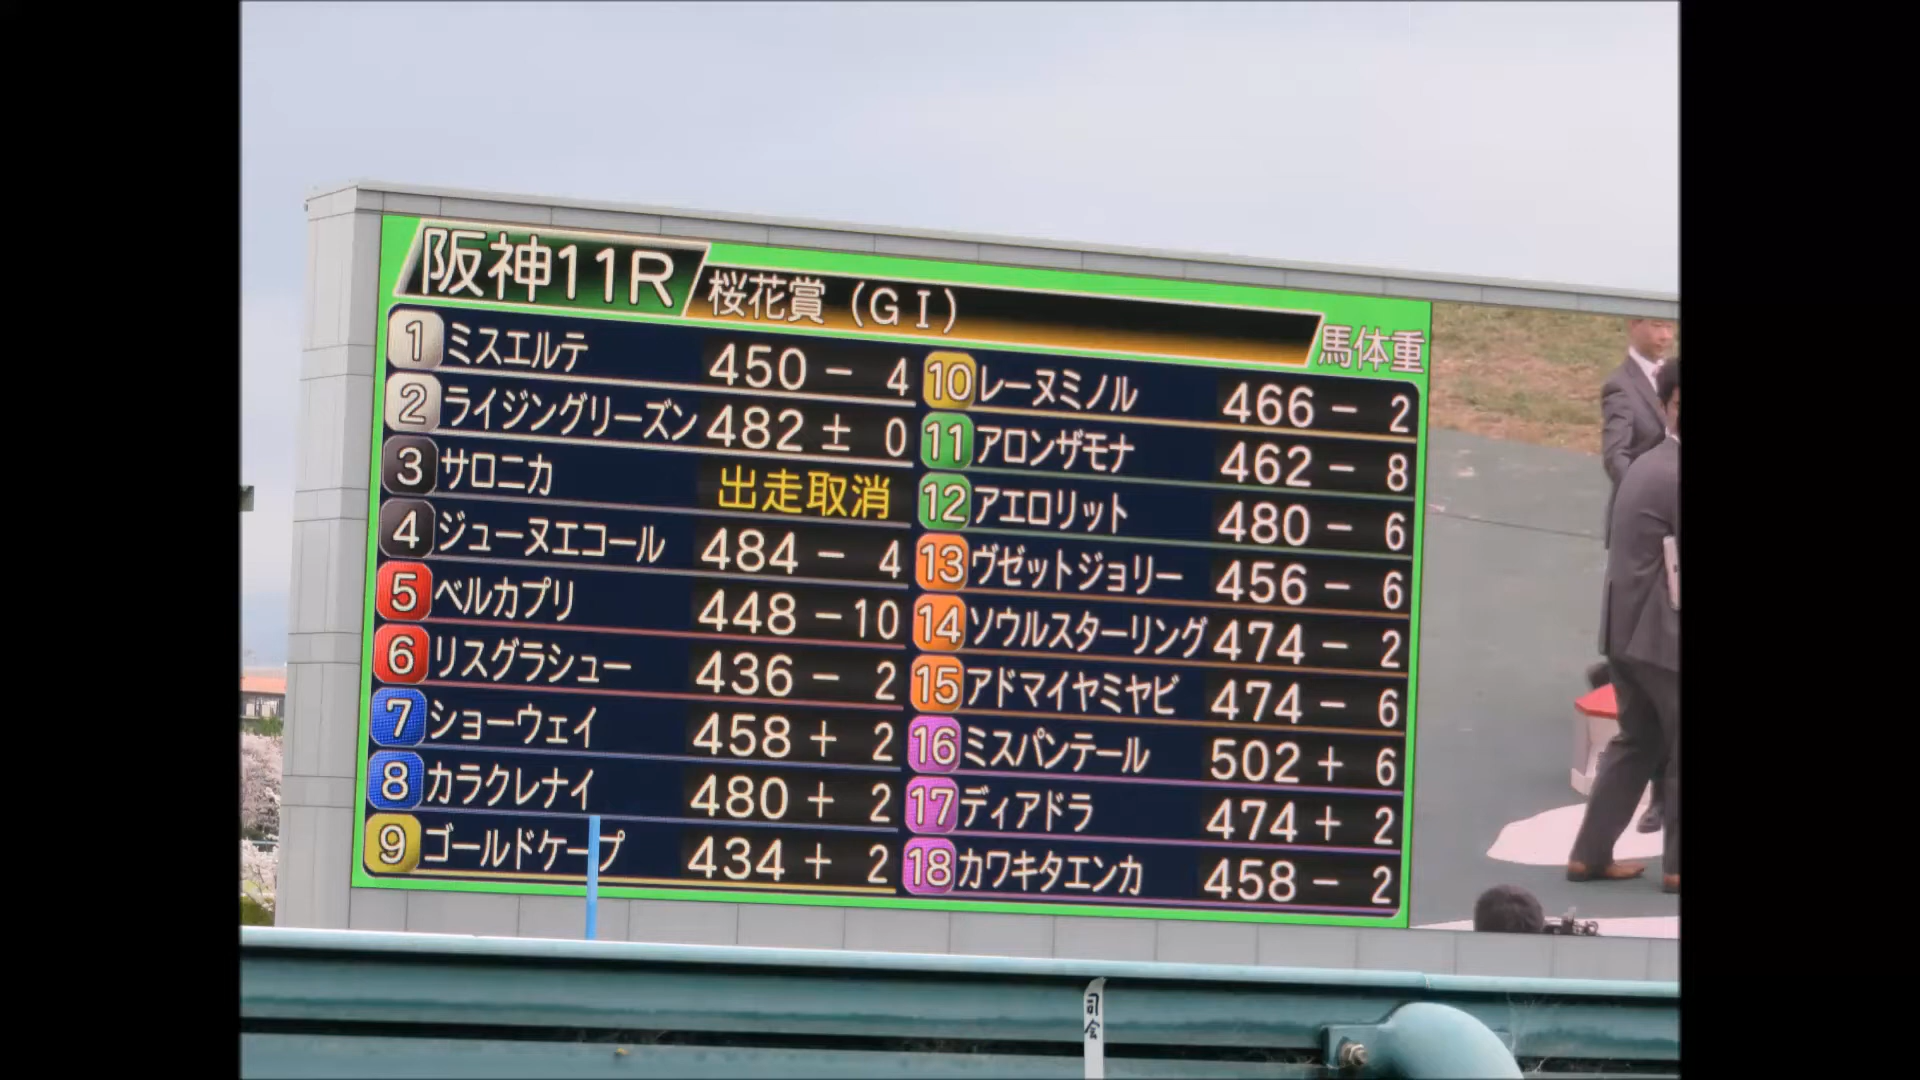 阪神11R 桜花賞（GⅠ） 馬体重
1 ミスエルテ 450 - 4
2 ライジングリーズン 482 ± 0
3 サロニカ 出走取消
4 ジューヌエコール 484 - 4
5 ベルカプリ 448 -10
6 リスグラシュー 436 - 2
7 ショーウェイ 458 + 2
8 カラクレナイ 480 + 2
9 ゴールドケープ 434 + 2
10 レーヌミノル 466 - 2
11 アロンザモナ 462 - 8
12 アエロリット 480 - 6
13 ヴゼットジョリー 456 - 6
14 ソウルスターリング 474 - 2
15 アドマイヤミヤビ 474 - 6
16 ミスパンテール 502 + 6
17 ディアドラ 474 + 2
18 カワキタエンカ 458 - 2
司会